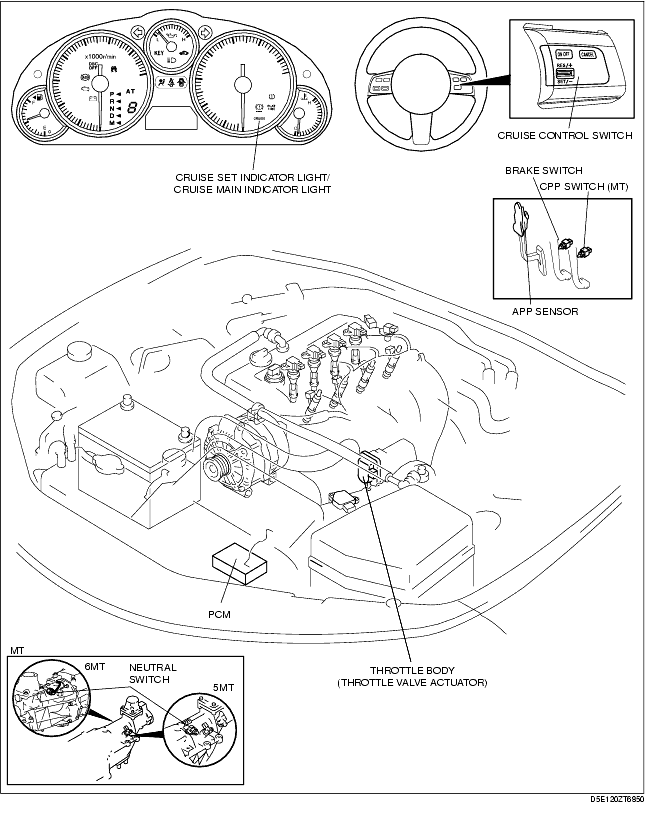 x1000r/min
KEY
AT
P
R
N
D
M
8
CRUISE
ON OFF
CANCEL
RES/+
SET/−
CRUISE CONTROL SWITCH
CRUISE SET INDICATOR LIGHT/
CRUISE MAIN INDICATOR LIGHT
BRAKE SWITCH
CPP SWITCH (MT)
APP SENSOR
PCM
THROTTLE BODY
(THROTTLE VALVE ACTUATOR)
MT
6MT
NEUTRAL
SWITCH
5MT
D5E120ZT6850